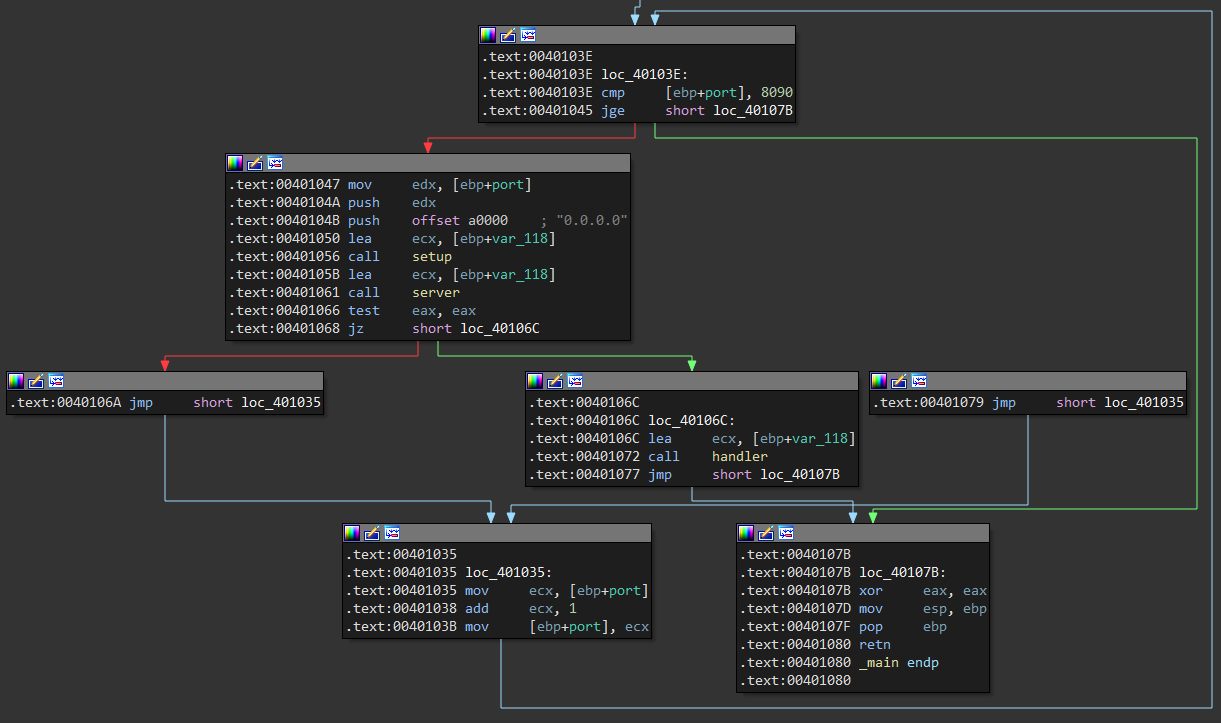 .text:0040103E
.text:0040103E loc_40103E:
.text:0040103E cmp [ebp+port], 8090
.text:00401045 jge short loc_40107B
.text:00401047 mov edx, [ebp+port]
.text:0040104A push edx
.text:0040104B push offset a0000 ; "0.0.0.0"
.text:00401050 lea ecx, [ebp+var_118]
.text:00401056 call setup
.text:0040105B lea ecx, [ebp+var_118]
.text:00401061 call server
.text:00401066 test eax, eax
.text:00401068 jz short loc_40106C
.text:0040106A jmp short loc_401035
.text:0040106C
.text:0040106C loc_40106C:
.text:0040106C lea ecx, [ebp+var_118]
.text:00401072 call handler
.text:00401077 jmp short loc_40107B
.text:00401079 jmp short loc_401035
.text:00401035
.text:00401035 loc_401035:
.text:00401035 mov ecx, [ebp+port]
.text:00401038 add ecx, 1
.text:0040103B mov [ebp+port], ecx
.text:0040107B
.text:0040107B loc_40107B:
.text:0040107B xor eax, eax
.text:0040107D mov esp, ebp
.text:0040107F pop ebp
.text:00401080 retn
.text:00401080 _main endp
.text:00401080